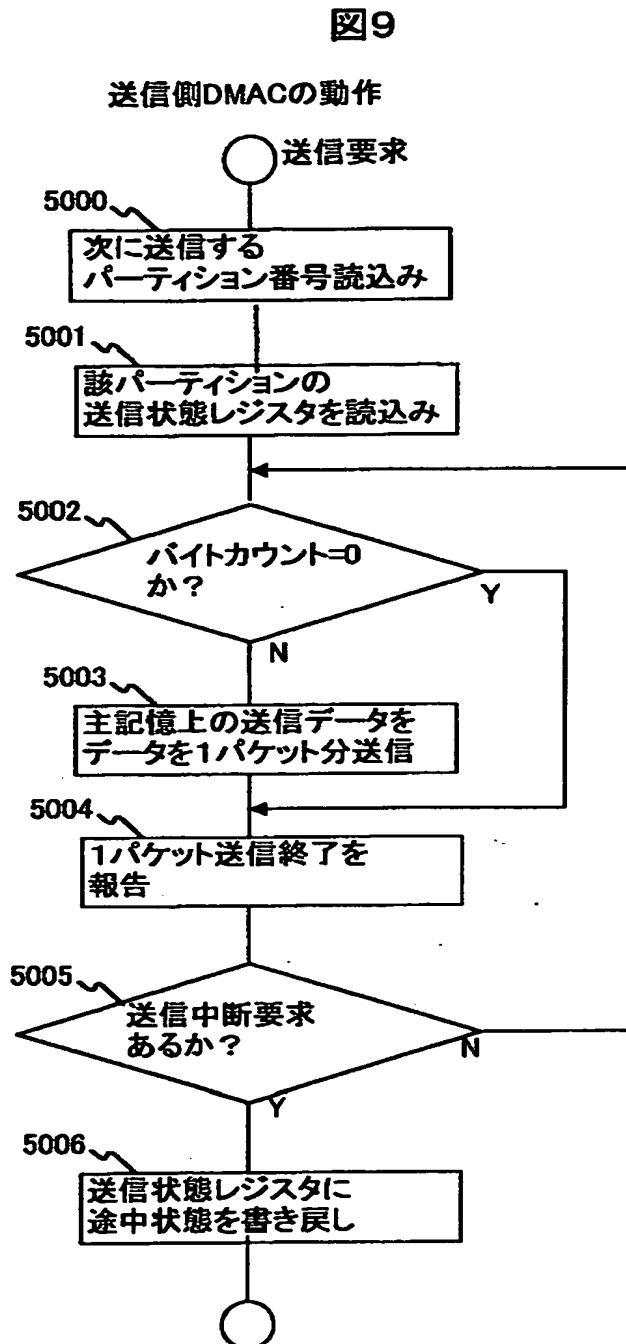 図9
送信側DMACの動作
送信要求
5000
次に送信する
パーティション番号読込み
5001
該パーティションの
送信状態レジスタを読込み
5002
バイトカウント=0
か?
Y
N
5003
主記憶上の送信データを
データを1パケット分送信
5004
1パケット送信終了を
報告
5005
送信中断要求
あるか?
N
Y
5006
送信状態レジスタに
途中状態を書き戻し